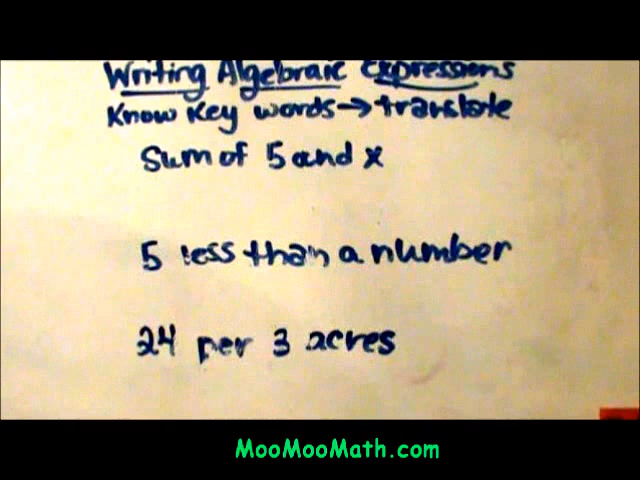 Writing Algebraic Expressions
Know Key words → translate
Sum of 5 and x
5 less than a number
24 per 3 acres
MooMooMath.com